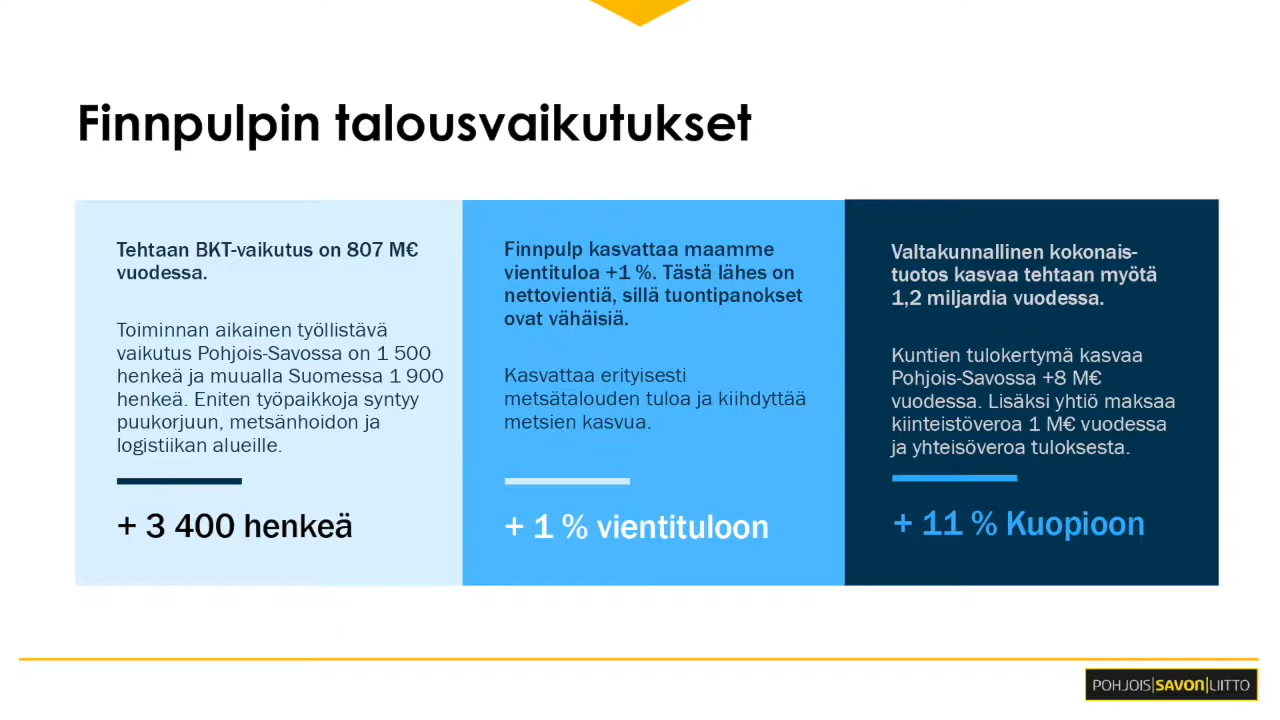 Finnpulpin talousvaikutukset
Tehtaan BKT-vaikutus on 807 M€
vuodessa.
Toiminnan aikainen työllistävä
vaikutus Pohjois-Savossa on 1 500
henkeä ja muualla Suomessa 1 900
henkeä. Eniten työpaikkoja syntyy
puukorjuun, metsänhoidon ja
logistiikan alueille.
+ 3 400 henkeä
Finnpulp kasvattaa maamme
vientituloa +1 %. Tästä lähes on
nettovientiä, sillä tuontipanokset
ovat vähäisiä.
Kasvattaa erityisesti
metsätalouden tuloa ja kiihdyttää
metsien kasvua.
+ 1 % vientituloon
Valtakunnallinen kokonais-
tuotos kasvaa tehtaan myötä
1,2 miljardia vuodessa.
Kuntien tulokertymä kasvaa
Pohjois-Savossa +8 M€
vuodessa. Lisäksi yhtiö maksaa
kiinteistöveroa 1 M€ vuodessa
ja yhteisöveroa tuloksesta.
+ 11 % Kuopioon
POHJOIS|SAVON|LIITTO